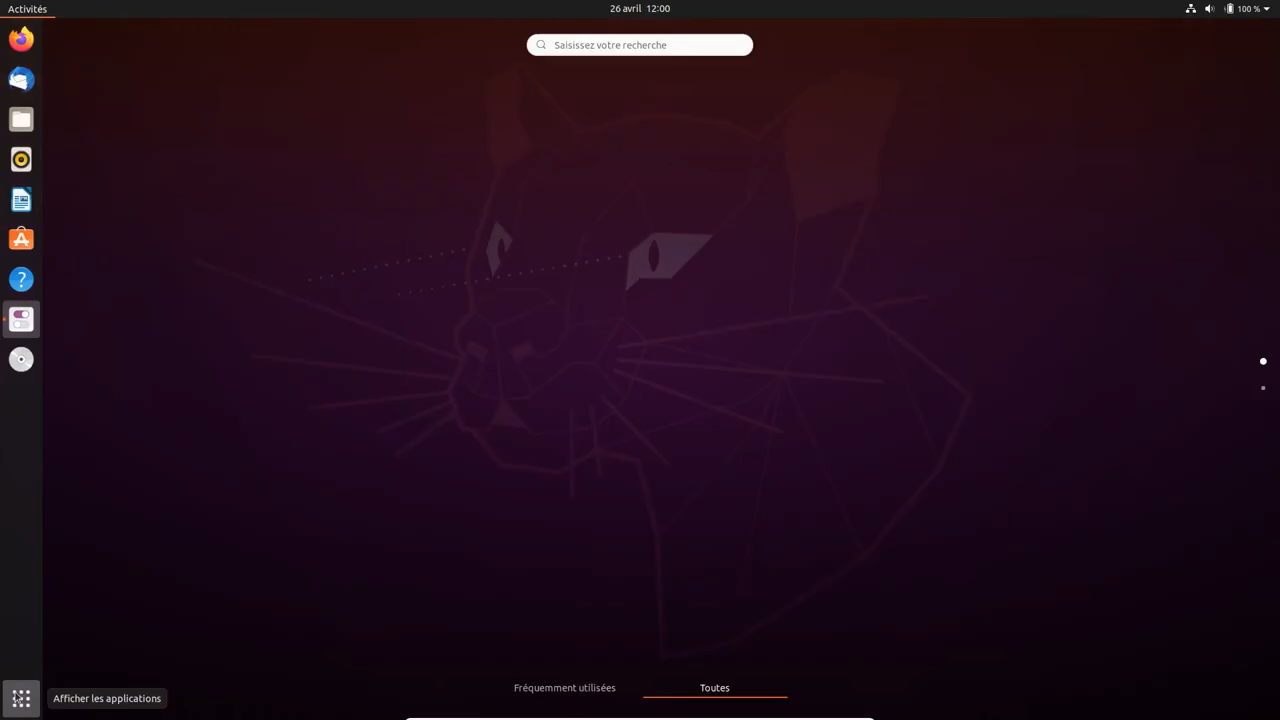 Activités
26 avril 12:00
100 %
Saisissez votre recherche
?
Fréquemment utilisées
Toutes
Afficher les applications